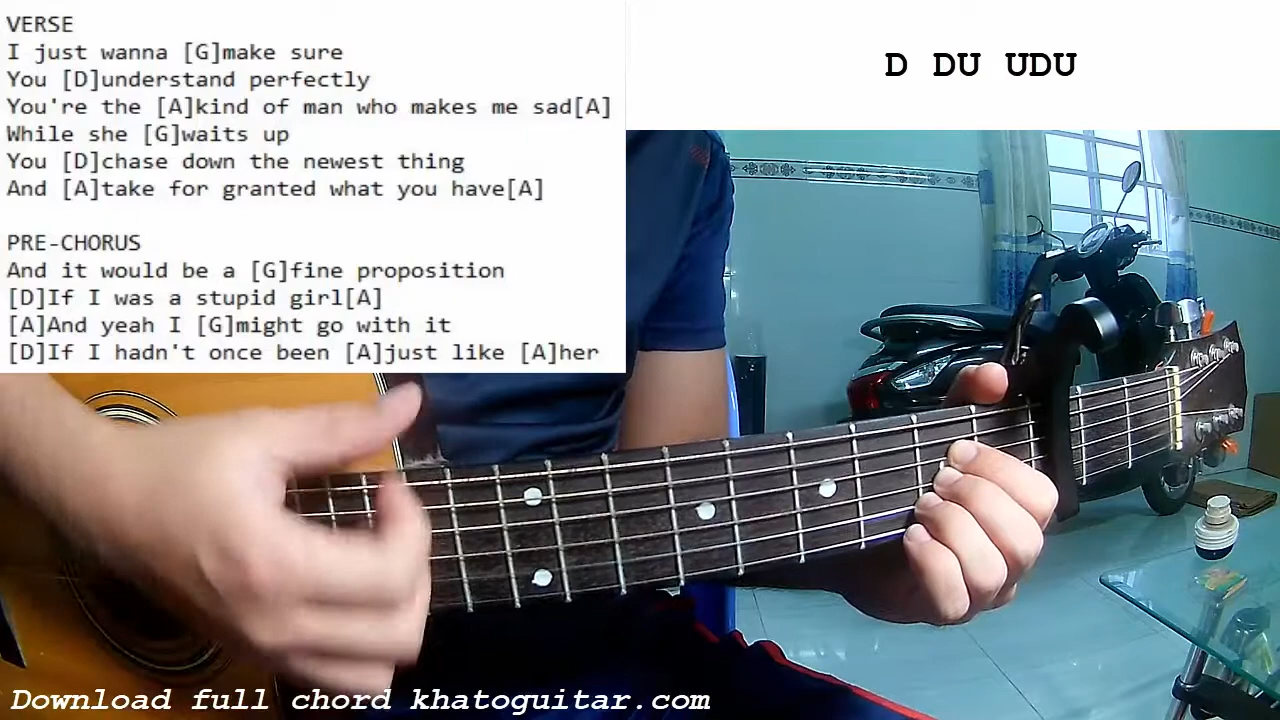 VERSE
I just wanna [G]make sure
You [D]understand perfectly
You're the [A]kind of man who makes me sad[A]
While she [G]waits up
You [D]chase down the newest thing
And [A]take for granted what you have[A]
PRE-CHORUS
And it would be a [G]fine proposition
[D]If I was a stupid girl[A]
[A]And yeah I [G]might go with it
[D]If I hadn't once been [A]just like [A]her
D DU UDU
Download full chord khatoguitar.com